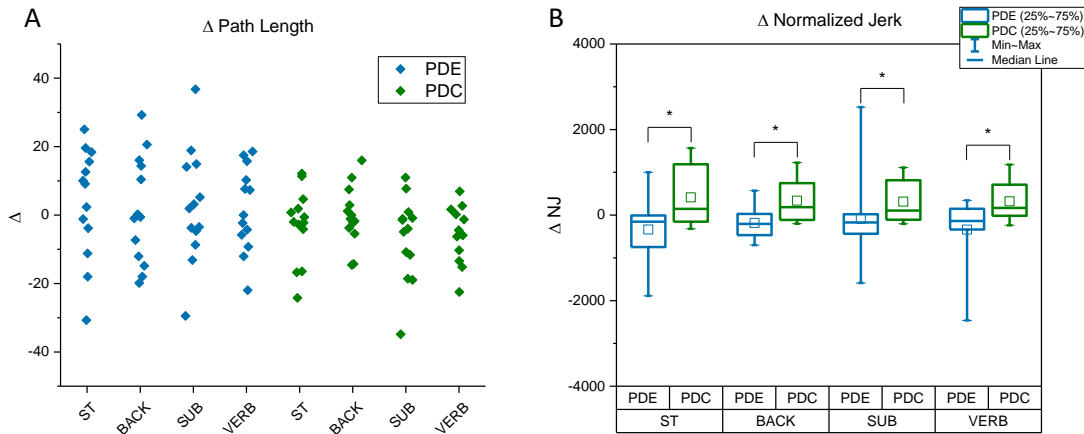 A
Δ Path Length
PDE
PDC
40
20
0
-20
-40
Δ
ST
BACK
SUB
VERB
ST
BACK
SUB
VERB
B
Δ Normalized Jerk
PDE (25%~75%)
PDC (25%~75%)
Min~Max
Median Line
4000
2000
0
-2000
-4000
Δ NJ
*
*
*
*
PDE PDC PDE PDC PDE PDC PDE PDC
ST BACK SUB VERB